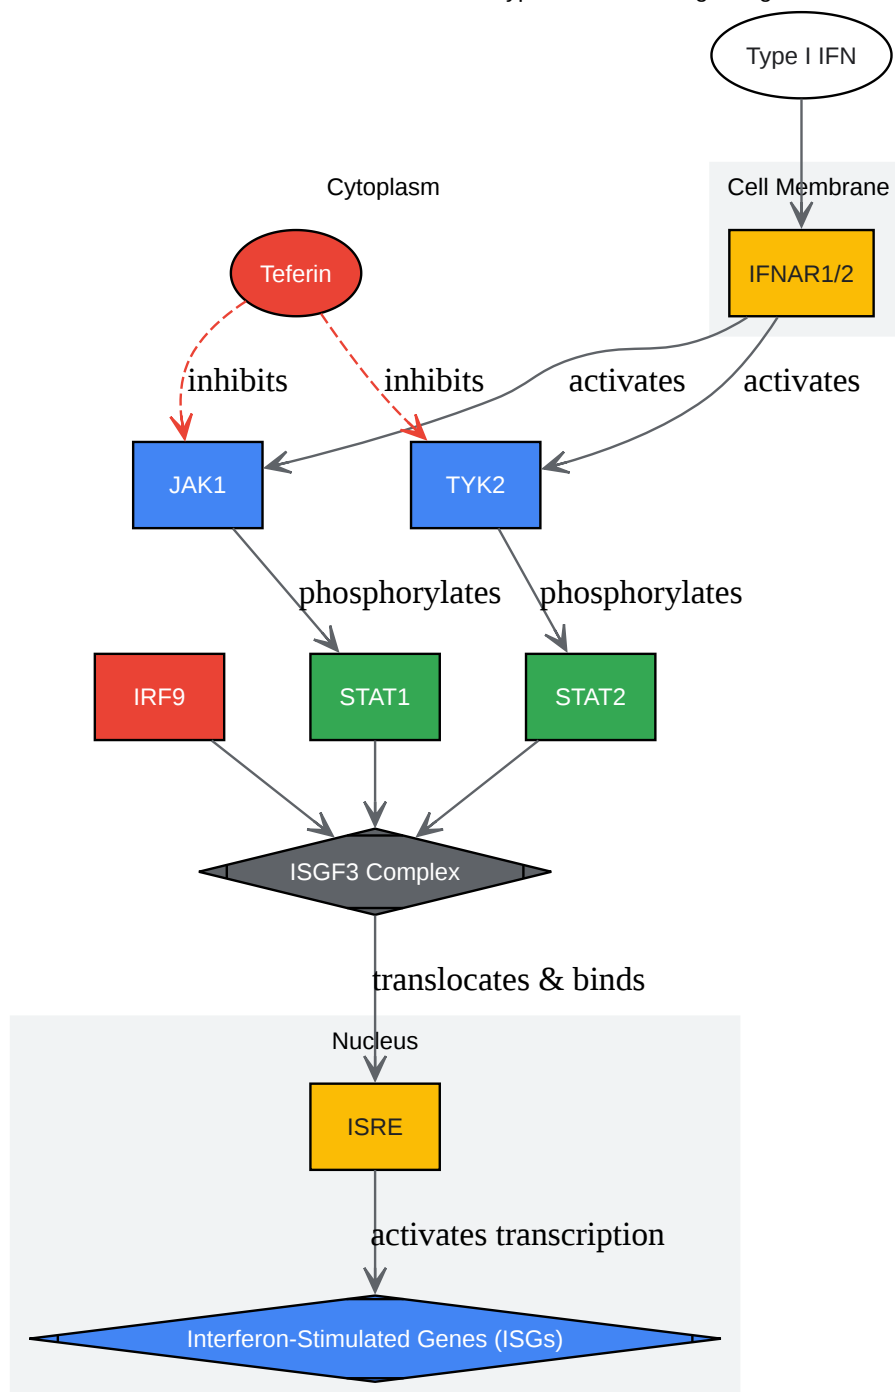 Type I IFN
Cytoplasm
Cell Membrane
Teferin
IFNAR1/2
inhibits
inhibits
activates
activates
JAK1
TYK2
phosphorylates
phosphorylates
IRF9
STAT1
STAT2
ISGF3 Complex
translocates & binds
Nucleus
ISRE
activates transcription
Interferon-Stimulated Genes (ISGs)